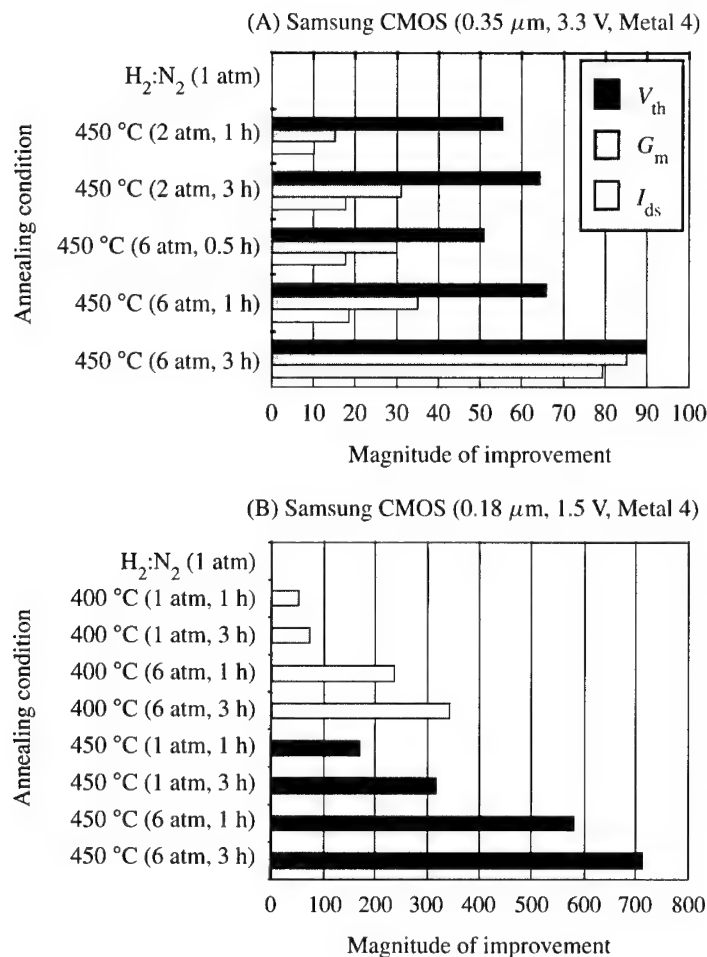 (A) Samsung CMOS (0.35 μm, 3.3 V, Metal 4)
Annealing condition
H₂:N₂ (1 atm)
450 °C (2 atm, 1 h)
450 °C (2 atm, 3 h)
450 °C (6 atm, 0.5 h)
450 °C (6 atm, 1 h)
450 °C (6 atm, 3 h)
V_th
G_m
I_ds
0 10 20 30 40 50 60 70 80 90 100
Magnitude of improvement
(B) Samsung CMOS (0.18 μm, 1.5 V, Metal 4)
Annealing condition
H₂:N₂ (1 atm)
400 °C (1 atm, 1 h)
400 °C (1 atm, 3 h)
400 °C (6 atm, 1 h)
400 °C (6 atm, 3 h)
450 °C (1 atm, 1 h)
450 °C (1 atm, 3 h)
450 °C (6 atm, 1 h)
450 °C (6 atm, 3 h)
0 100 200 300 400 500 600 700 800
Magnitude of improvement